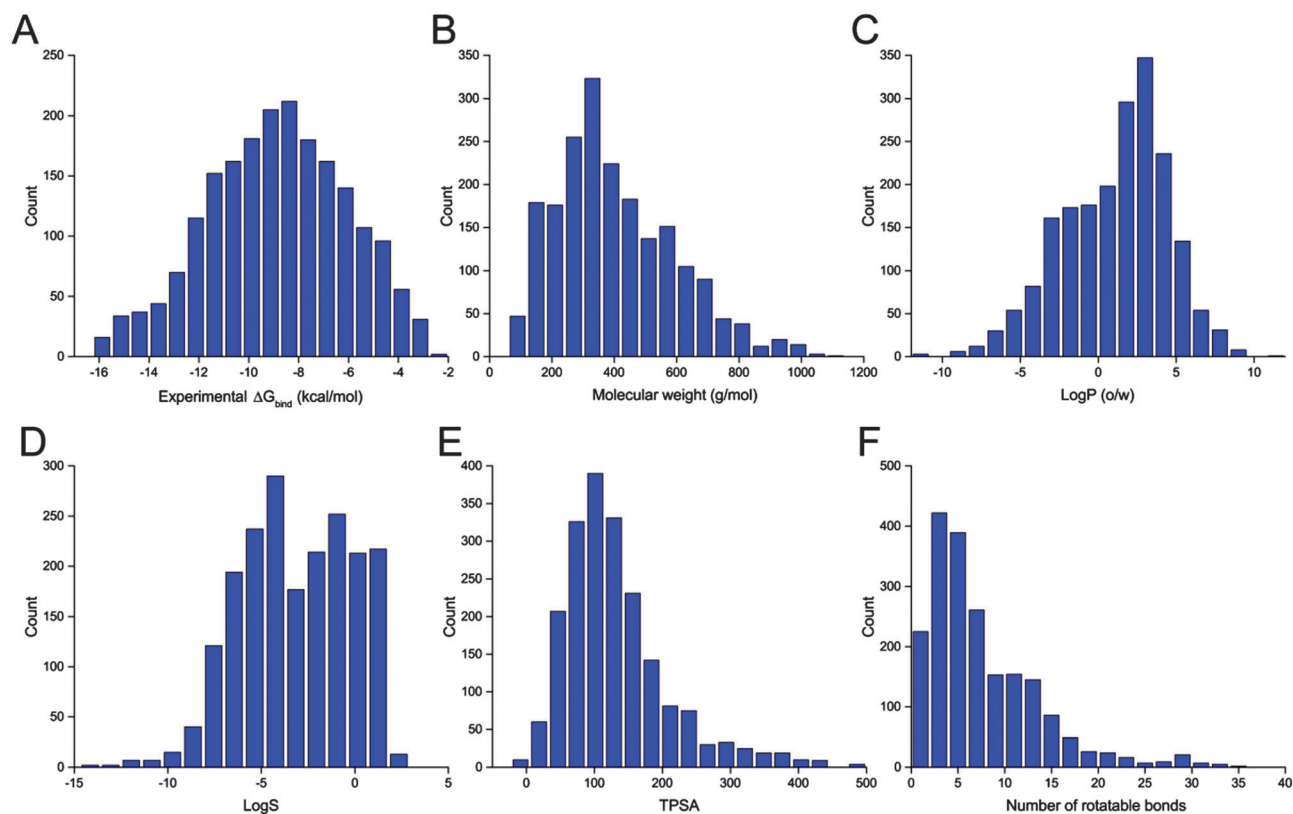 A
250
200
150
100
50
0
Count
-16 -14 -12 -10 -8 -6 -4 -2
Experimental ΔGbind (kcal/mol)
B
350
300
250
200
150
100
50
0
Count
200 400 600 800 1000 1200
Molecular weight (g/mol)
C
350
300
250
200
150
100
50
0
Count
-10 -5 0 5 10
LogP (o/w)
D
300
250
200
150
100
50
0
Count
-15 -10 -5 0 5
LogS
E
400
350
300
250
200
150
100
50
0
Count
0 100 200 300 400 500
TPSA
F
500
400
300
200
100
0
Count
0 5 10 15 20 25 30 35 40
Number of rotatable bonds